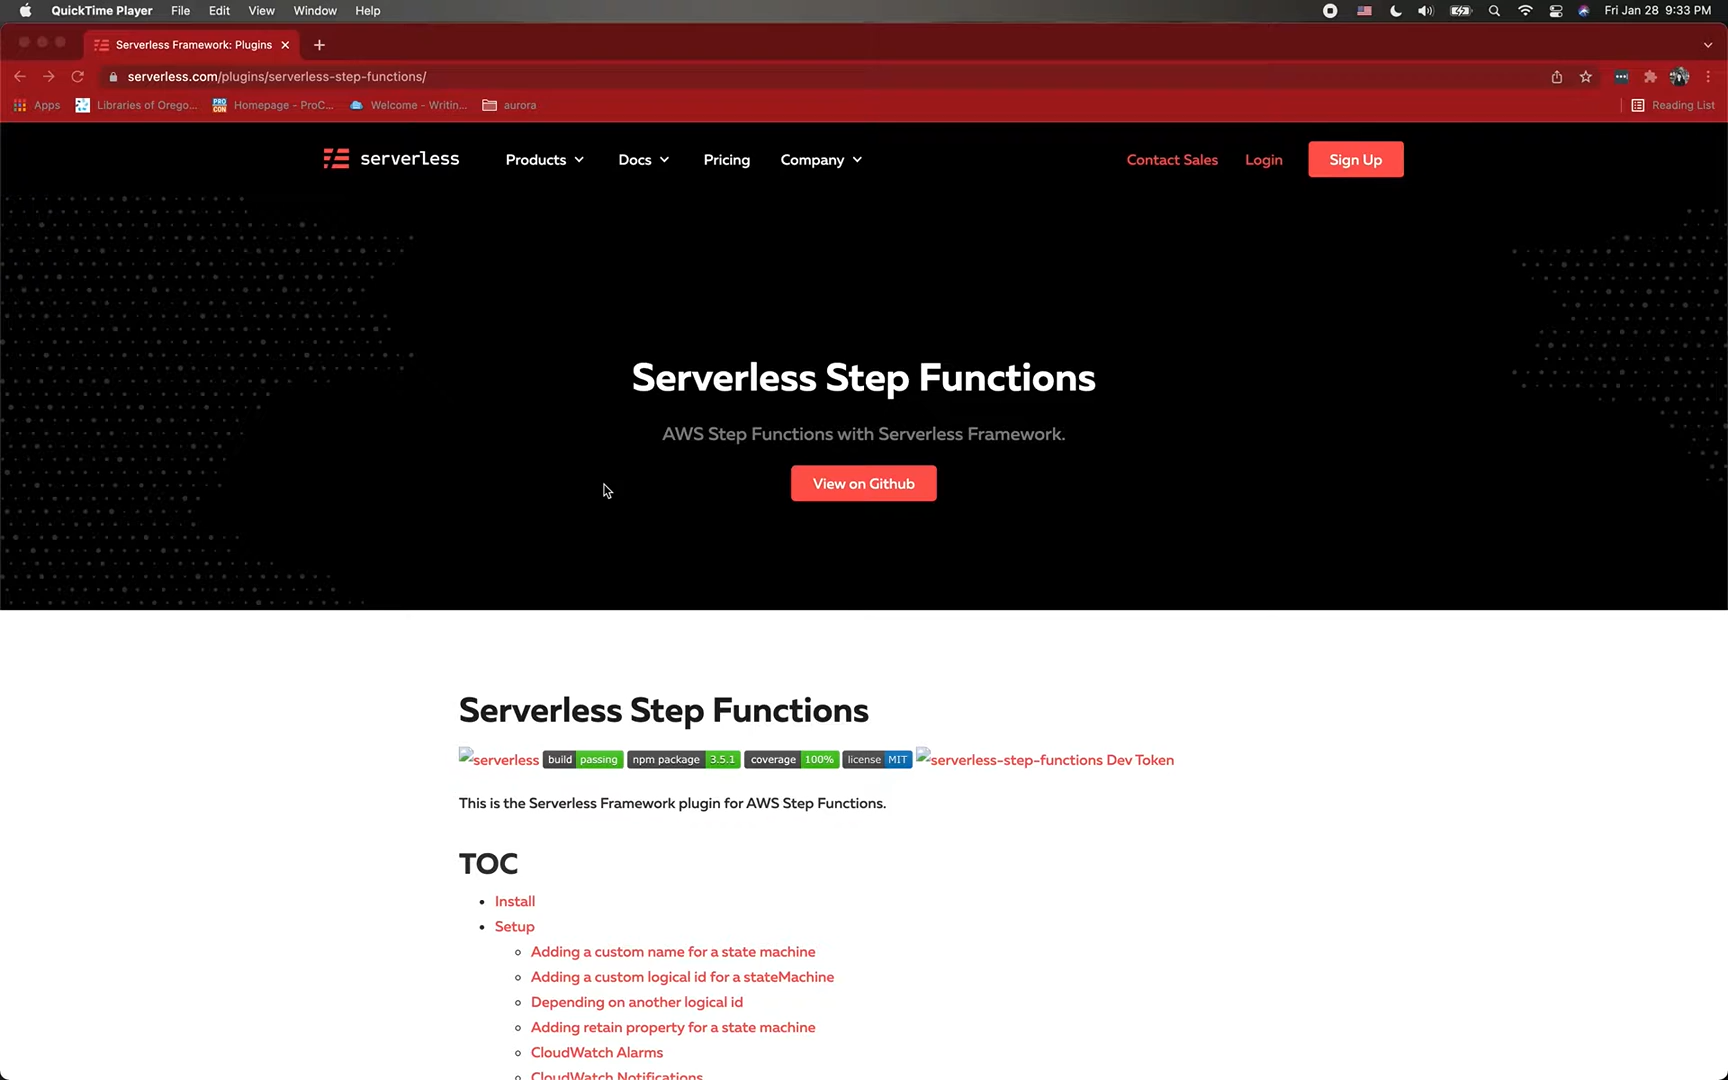 QuickTime Player File Edit View Window Help Fri Jan 28 9:33 PM
Serverless Framework: Plugins
serverless.com/plugins/serverless-step-functions/
Apps Libraries of Orego... Homepage - ProC... Welcome - Writin... aurora Reading List
serverless Products Docs Pricing Company Contact Sales Login Sign Up
Serverless Step Functions
AWS Step Functions with Serverless Framework.
View on Github
Serverless Step Functions
serverless build passing npm package 3.5.1 coverage 100% license MIT serverless-step-functions Dev Token
This is the Serverless Framework plugin for AWS Step Functions.
TOC
Install
Setup
Adding a custom name for a state machine
Adding a custom logical id for a stateMachine
Depending on another logical id
Adding retain property for a state machine
CloudWatch Alarms
CloudWatch Notifications